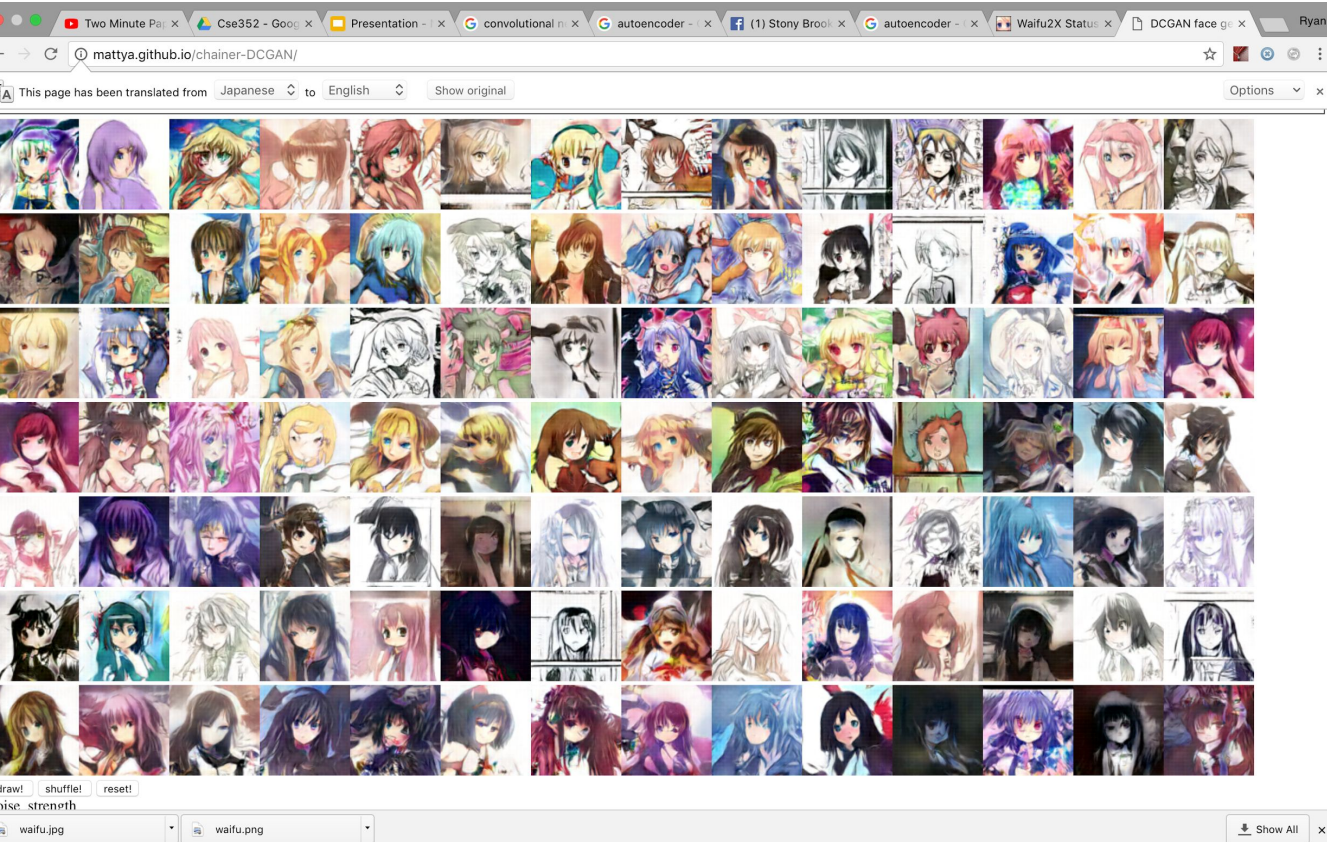 Two Minute Pap
Cse352 - Goog
Presentation -
convolutional n
autoencoder -
(1) Stony Brook
autoencoder -
Waifu2X Status
DCGAN face ge
Ryan
mattya.github.io/chainer-DCGAN/
This page has been translated from Japanese to English Show original Options
draw! shuffle! reset!
noise strength
waifu.jpg waifu.png Show All